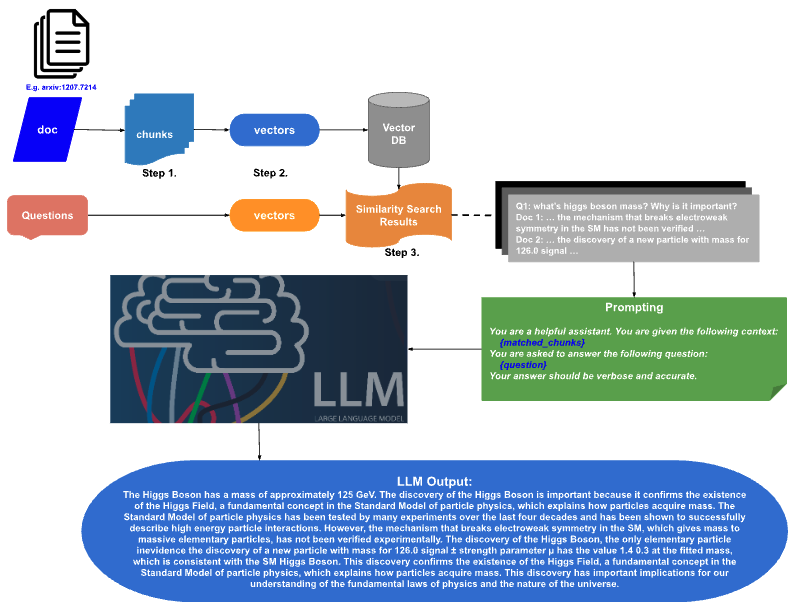 E.g. arxiv:1207.7214
doc
chunks
vectors
Vector
DB
Step 1.
Step 2.
Questions
vectors
Similarity Search
Results
Step 3.
Q1: what's higgs boson mass? Why is it important?
Doc 1: ... the mechanism that breaks electroweak
symmetry in the SM has not been verified ...
Doc 2: ... the discovery of a new particle with mass for
126.0 signal ...
Prompting
You are a helpful assistant. You are given the following context:
{matched_chunks}
You are asked to answer the following question:
{question}
Your answer should be verbose and accurate.
LLM
LARGE LANGUAGE MODEL
LLM Output:
The Higgs Boson has a mass of approximately 125 GeV. The discovery of the Higgs Boson is important because it confirms the existence
of the Higgs Field, a fundamental concept in the Standard Model of particle physics, which explains how particles acquire mass. The
Standard Model of particle physics has been tested by many experiments over the last four decades and has been shown to successfully
describe high energy particle interactions. However, the mechanism that breaks electroweak symmetry in the SM, which gives mass to
massive elementary particles, has not been verified experimentally. The discovery of the Higgs Boson, the only elementary particle
inevidence the discovery of a new particle with mass for 126.0 signal ± strength parameter μ has the value 1.4 0.3 at the fitted mass,
which is consistent with the SM Higgs Boson. This discovery confirms the existence of the Higgs Field, a fundamental concept in the
Standard Model of particle physics, which explains how particles acquire mass. This discovery has important implications for our
understanding of the fundamental laws of physics and the nature of the universe.